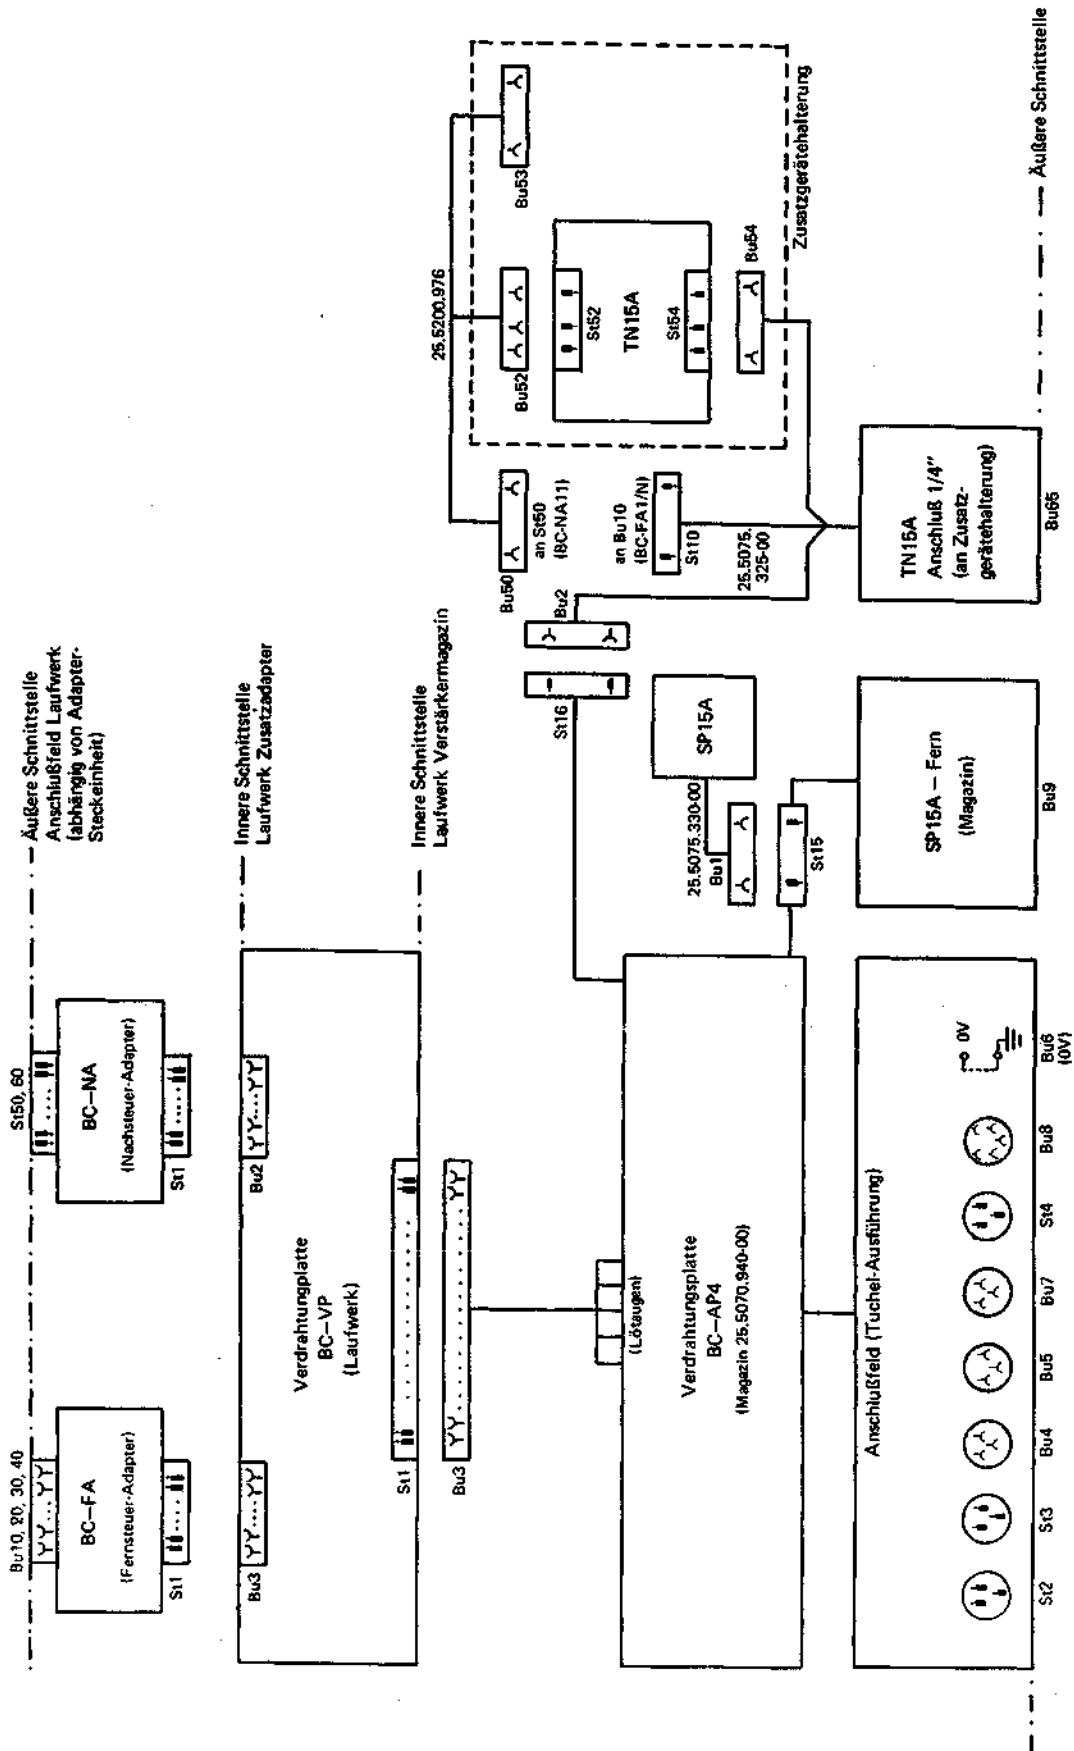 Bu10, 20, 30, 40
BC–FA
(Fernsteuer-Adapter)
St1
St50, 60
BC–NA
(Nachsteuer-Adapter)
St1
Äußere Schnittstelle
Anschlußfeld Laufwerk
(abhängig von Adapter-
Steckeinheit)
Bu3
Bu2
Innere Schnittstelle
Laufwerk Zusatzadapter
Verdrahtungplatte
BC–VP
(Laufwerk)
St1
Innere Schnittstelle
Laufwerk Verstärkermagazin
Bu3
25.5200.976
Bu50
an St50
(BC-NA11)
Bu52
Bu53
St52
TN15A
St54
Bu54
Zusatzgerätehalterung
an Bu10
(BC-FA1/N)
St10
25.5075.
325-00
Bu2
St16
(Lötaugen)
Verdrahtungsplatte
BC–AP4
(Magazin 25.5070.940-00)
SP15A
25.5075.330-00
Bu1
St15
Anschlußfeld (Tuchel-Ausführung)
0V
St2
St3
Bu4
Bu5
Bu7
St4
Bu8
Bu6
(0V)
SP15A – Fern
(Magazin)
Bu9
TN15A
Anschluß 1/4"
(an Zusatz-
gerätehalterung)
Bu65
Äußere Schnittstelle